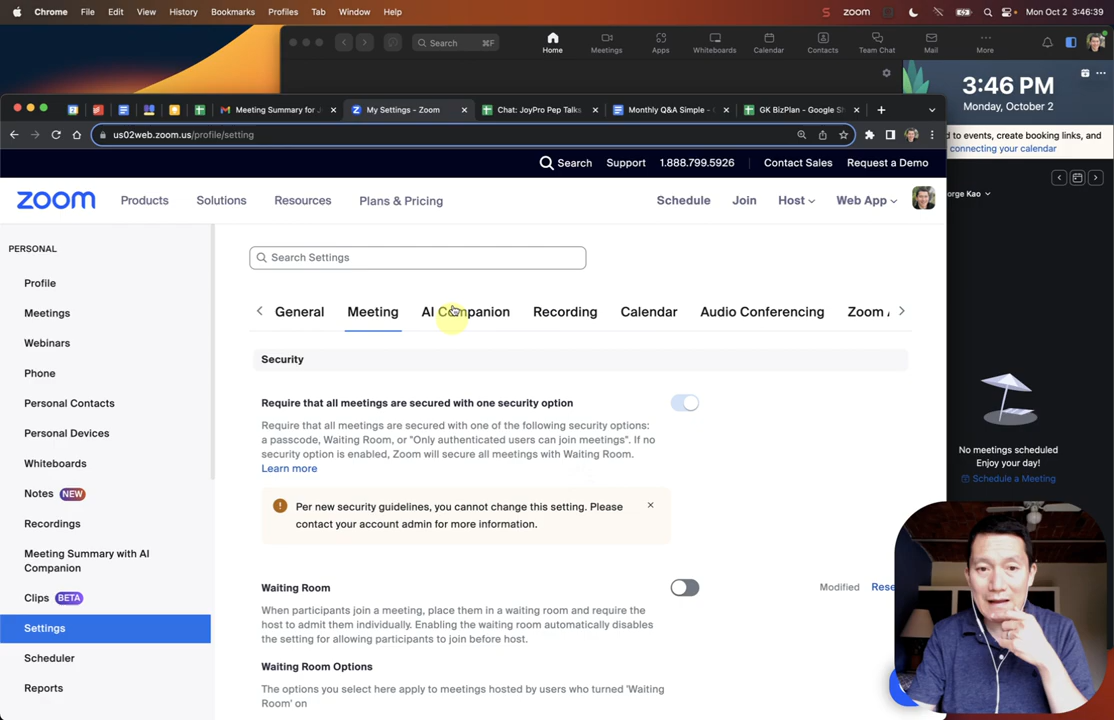 Chrome File Edit View History Bookmarks Profiles Tab Window Help
zoom Mon Oct 2 3:46:39
Search ⌘F
Home Meetings Apps Whiteboards Calendar Contacts Team Chat Mail More
3:46 PM
Monday, October 2
Meeting Summary for J
My Settings - Zoom
Chat: JoyPro Pep Talks
Monthly Q&A Simple -
GK BizPlan - Google Sh
us02web.zoom.us/profile/setting
d to events, create booking links, and
connecting your calendar
Search Support 1.888.799.5926 Contact Sales Request a Demo
zoom Products Solutions Resources Plans & Pricing Schedule Join Host Web App
orge Kao
PERSONAL
Profile
Meetings
Webinars
Phone
Personal Contacts
Personal Devices
Whiteboards
Notes NEW
Recordings
Meeting Summary with AI
Companion
Clips BETA
Settings
Scheduler
Reports
Search Settings
General Meeting AI Companion Recording Calendar Audio Conferencing Zoom
Security
Require that all meetings are secured with one security option
Require that all meetings are secured with one of the following security options:
a passcode, Waiting Room, or "Only authenticated users can join meetings". If no
security option is enabled, Zoom will secure all meetings with Waiting Room.
Learn more
Per new security guidelines, you cannot change this setting. Please
contact your account admin for more information.
Waiting Room
Modified Rese
When participants join a meeting, place them in a waiting room and require the
host to admit them individually. Enabling the waiting room automatically disables
the setting for allowing participants to join before host.
Waiting Room Options
The options you select here apply to meetings hosted by users who turned 'Waiting
Room' on
No meetings scheduled
Enjoy your day!
Schedule a Meeting